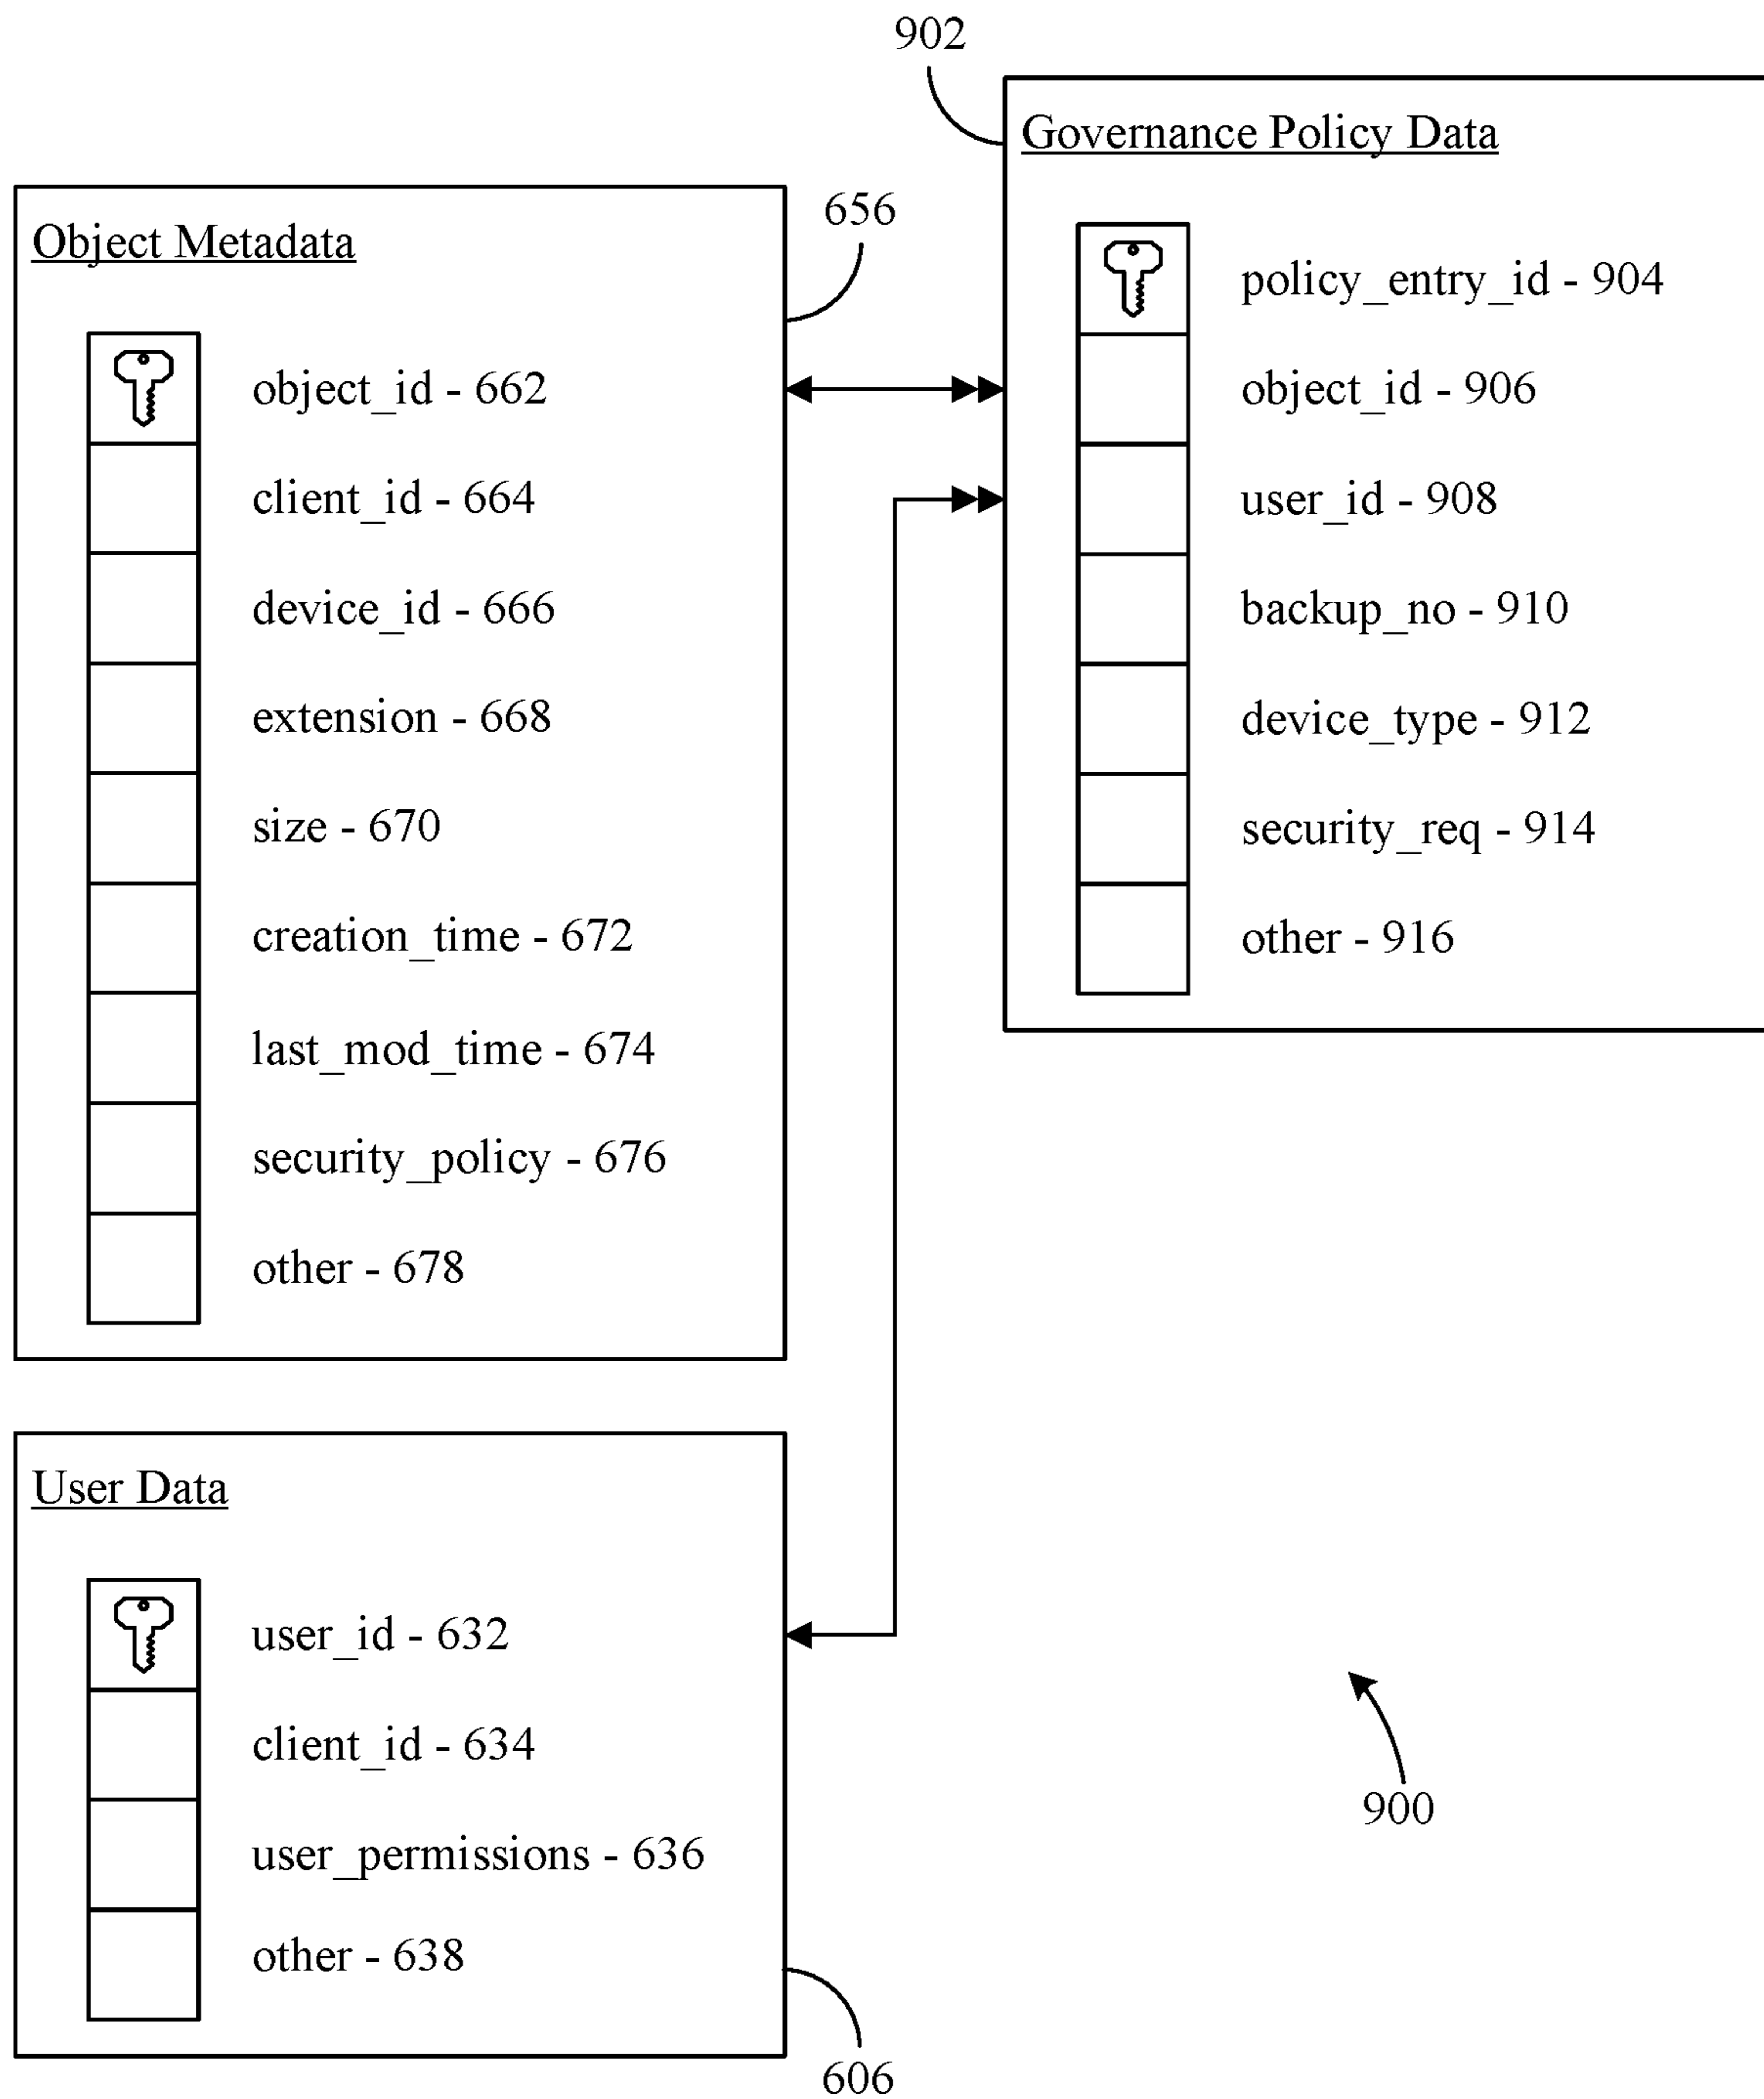 902
Governance Policy Data
policy_entry_id - 904
object_id - 906
user_id - 908
backup_no - 910
device_type - 912
security_req - 914
other - 916
656
Object Metadata
object_id - 662
client_id - 664
device_id - 666
extension - 668
size - 670
creation_time - 672
last_mod_time - 674
security_policy - 676
other - 678
User Data
user_id - 632
client_id - 634
user_permissions - 636
other - 638
606
900